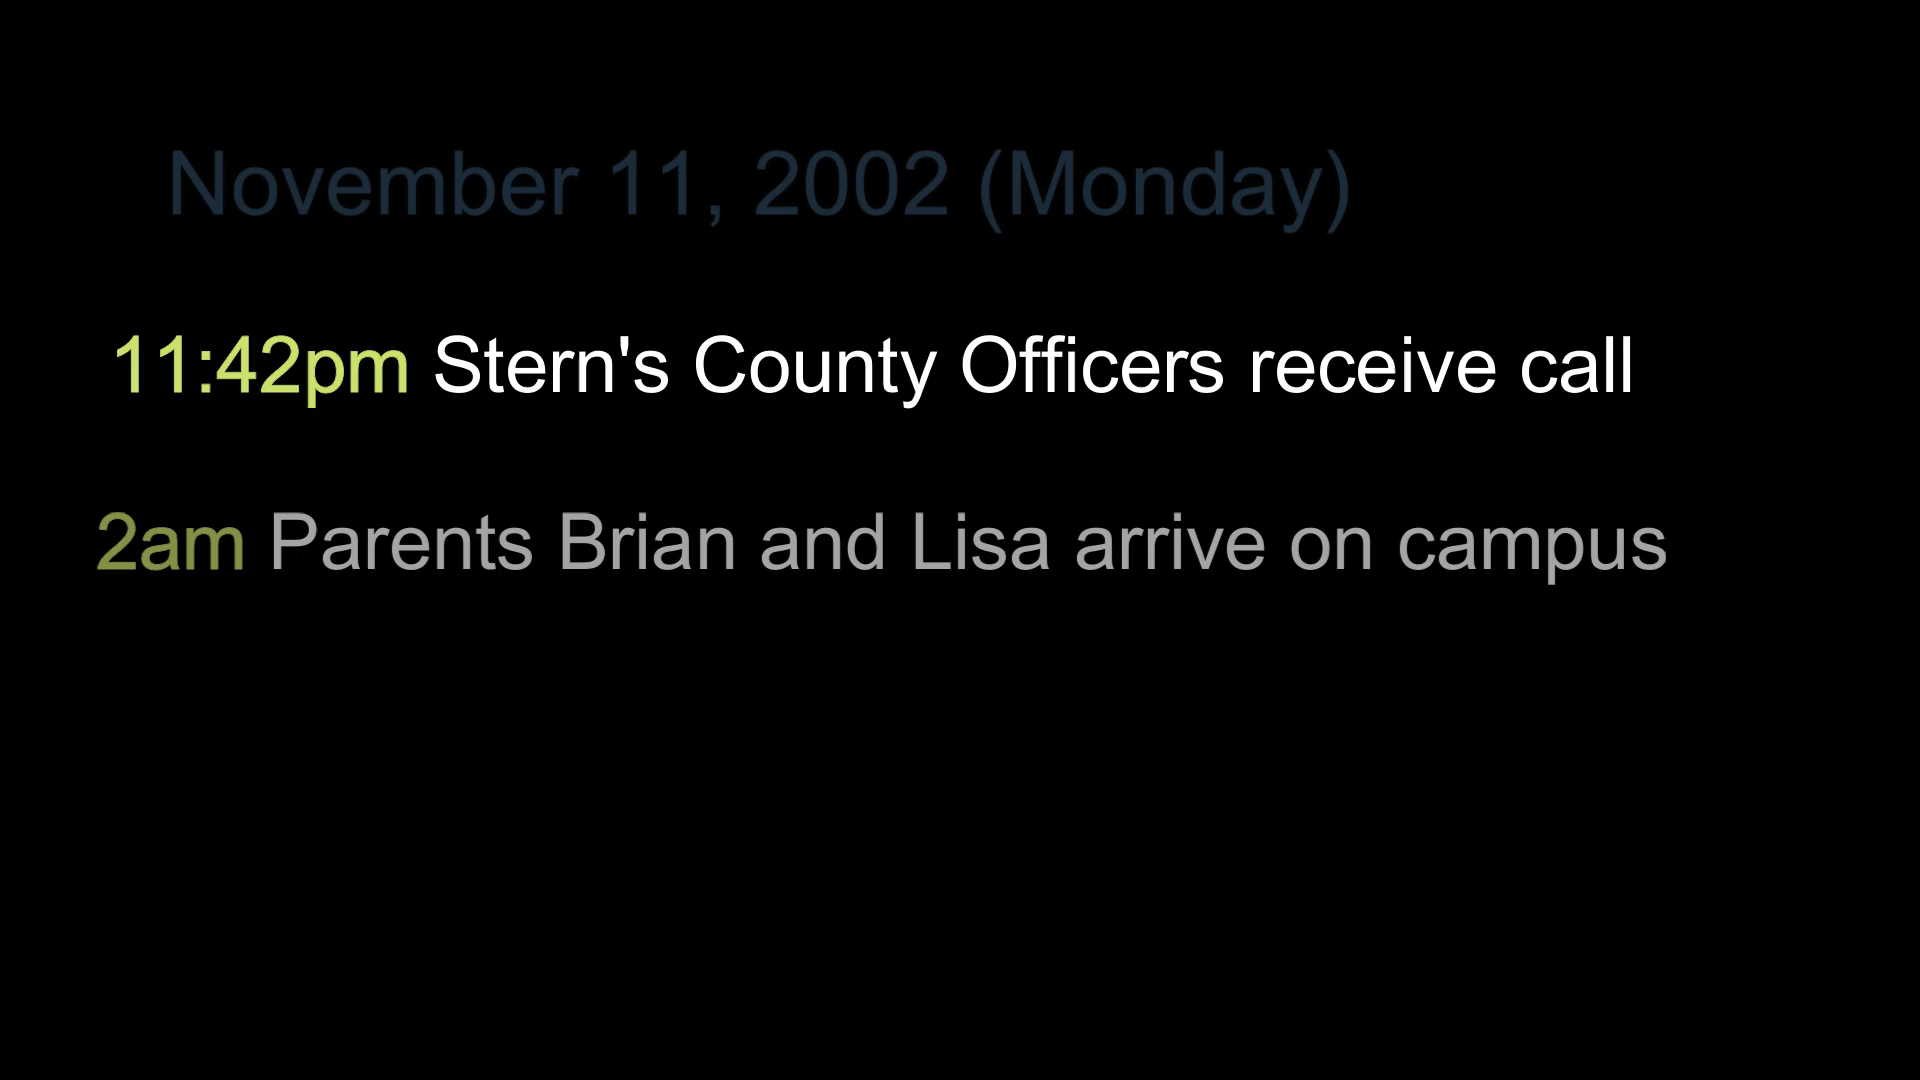 November 11, 2002 (Monday)
11:42pm Stern's County Officers receive call
2am Parents Brian and Lisa arrive on campus